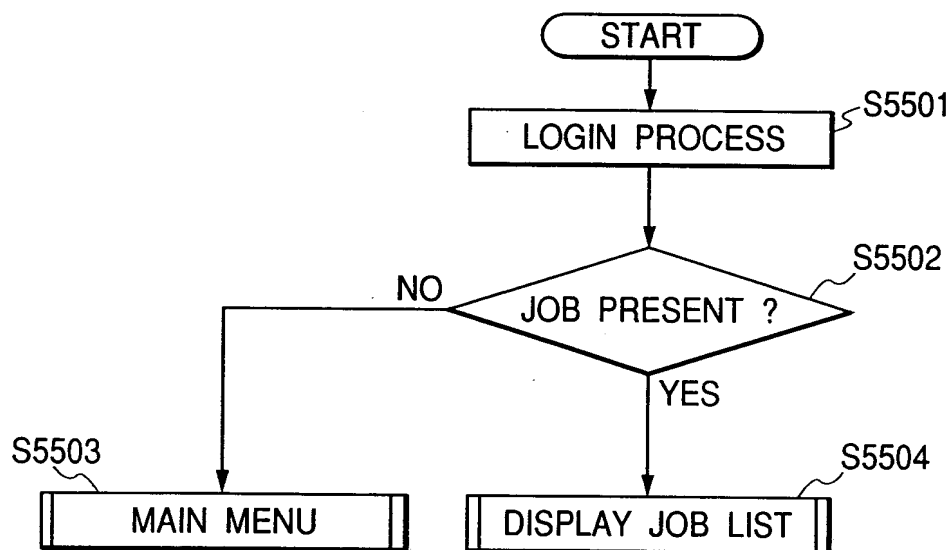 START
S5501
LOGIN PROCESS
S5502
NO
JOB PRESENT ?
YES
S5503
S5504
MAIN MENU
DISPLAY JOB LIST